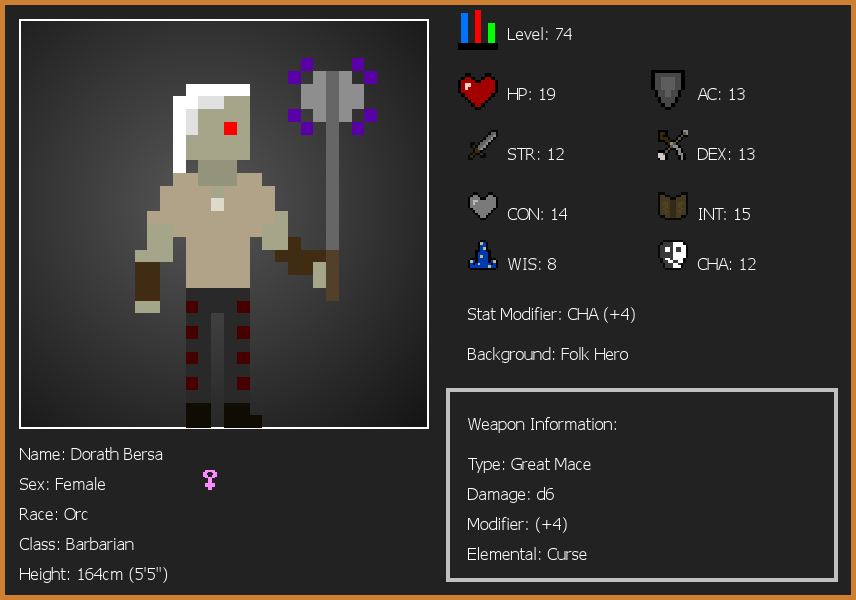 Level: 74
HP: 19
AC: 13
STR: 12
DEX: 13
CON: 14
INT: 15
WIS: 8
CHA: 12
Stat Modifier: CHA (+4)
Background: Folk Hero
Weapon Information:
Type: Great Mace
Damage: d6
Modifier: (+4)
Elemental: Curse
Name: Dorath Bersa
Sex: Female
Race: Orc
Class: Barbarian
Height: 164cm (5'5")